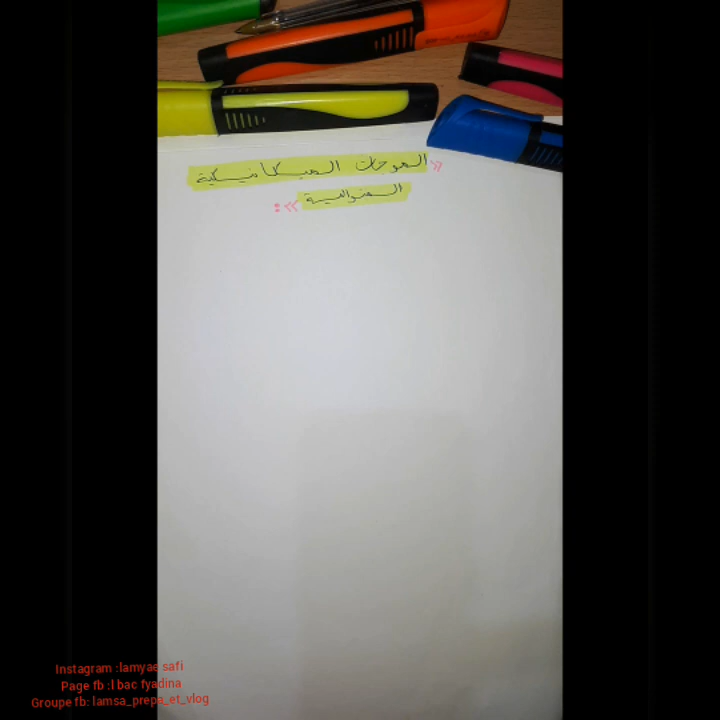 « الموجات الميكانيكية
المتوالية » :
Instagram :lamyae safi
Page fb :l bac fyadina
Groupe fb: lamsa_prepa_et_vlog